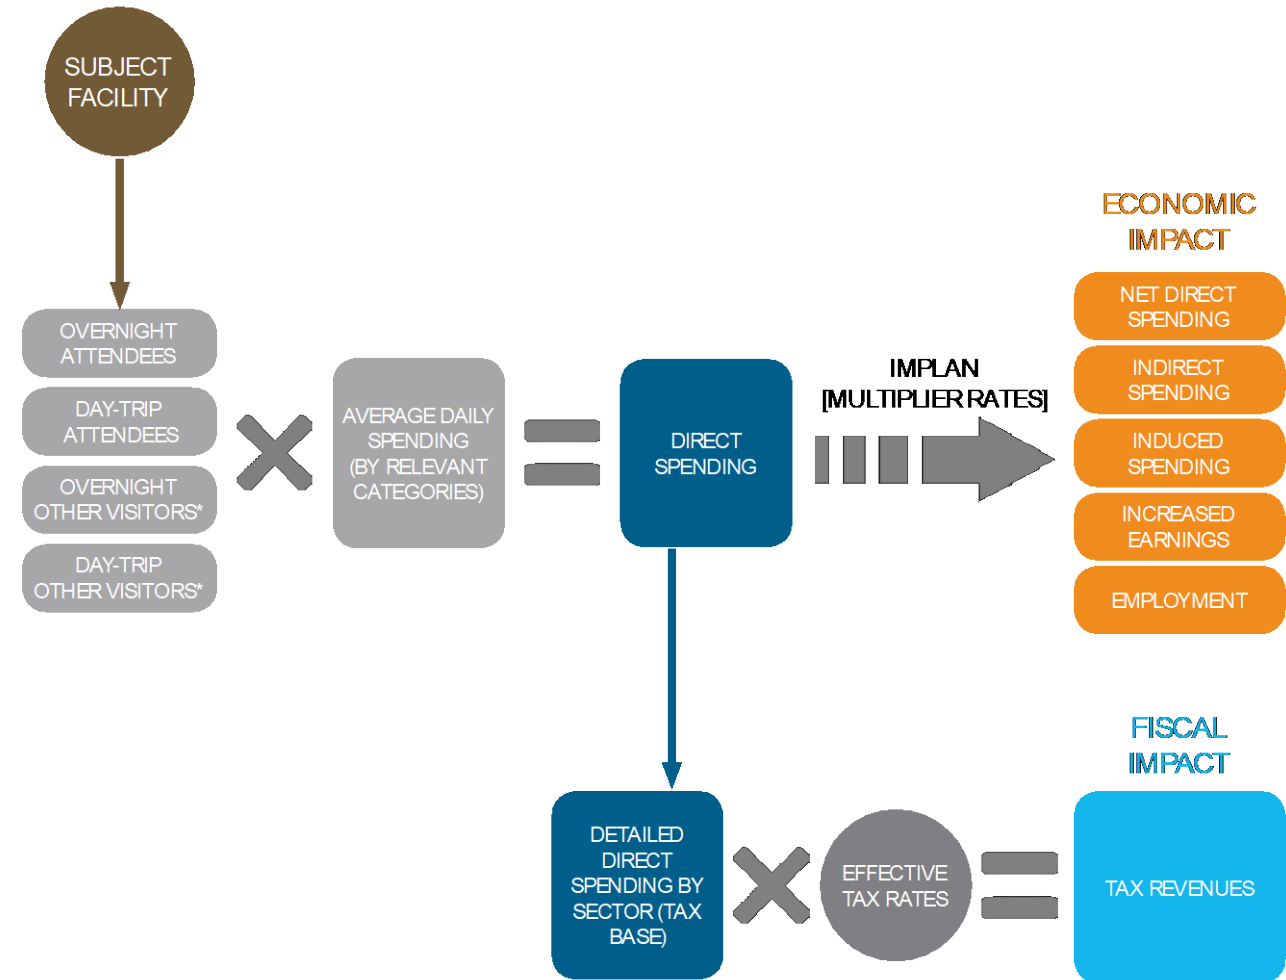 SUBJECT
FACILITY
OVERNIGHT
ATTENDEES
DAY-TRIP
ATTENDEES
OVERNIGHT
OTHER VISITORS*
DAY-TRIP
OTHER VISITORS*
AVERAGE DAILY
SPENDING
(BY RELEVANT
CATEGORIES)
DIRECT
SPENDING
IMPLAN
[MULTIPLIER RATES]
ECONOMIC
IMPACT
NET DIRECT
SPENDING
INDIRECT
SPENDING
INDUCED
SPENDING
INCREASED
EARNINGS
EMPLOYMENT
DETAILED
DIRECT
SPENDING BY
SECTOR (TAX
BASE)
EFFECTIVE
TAX RATES
FISCAL
IMPACT
TAX REVENUES